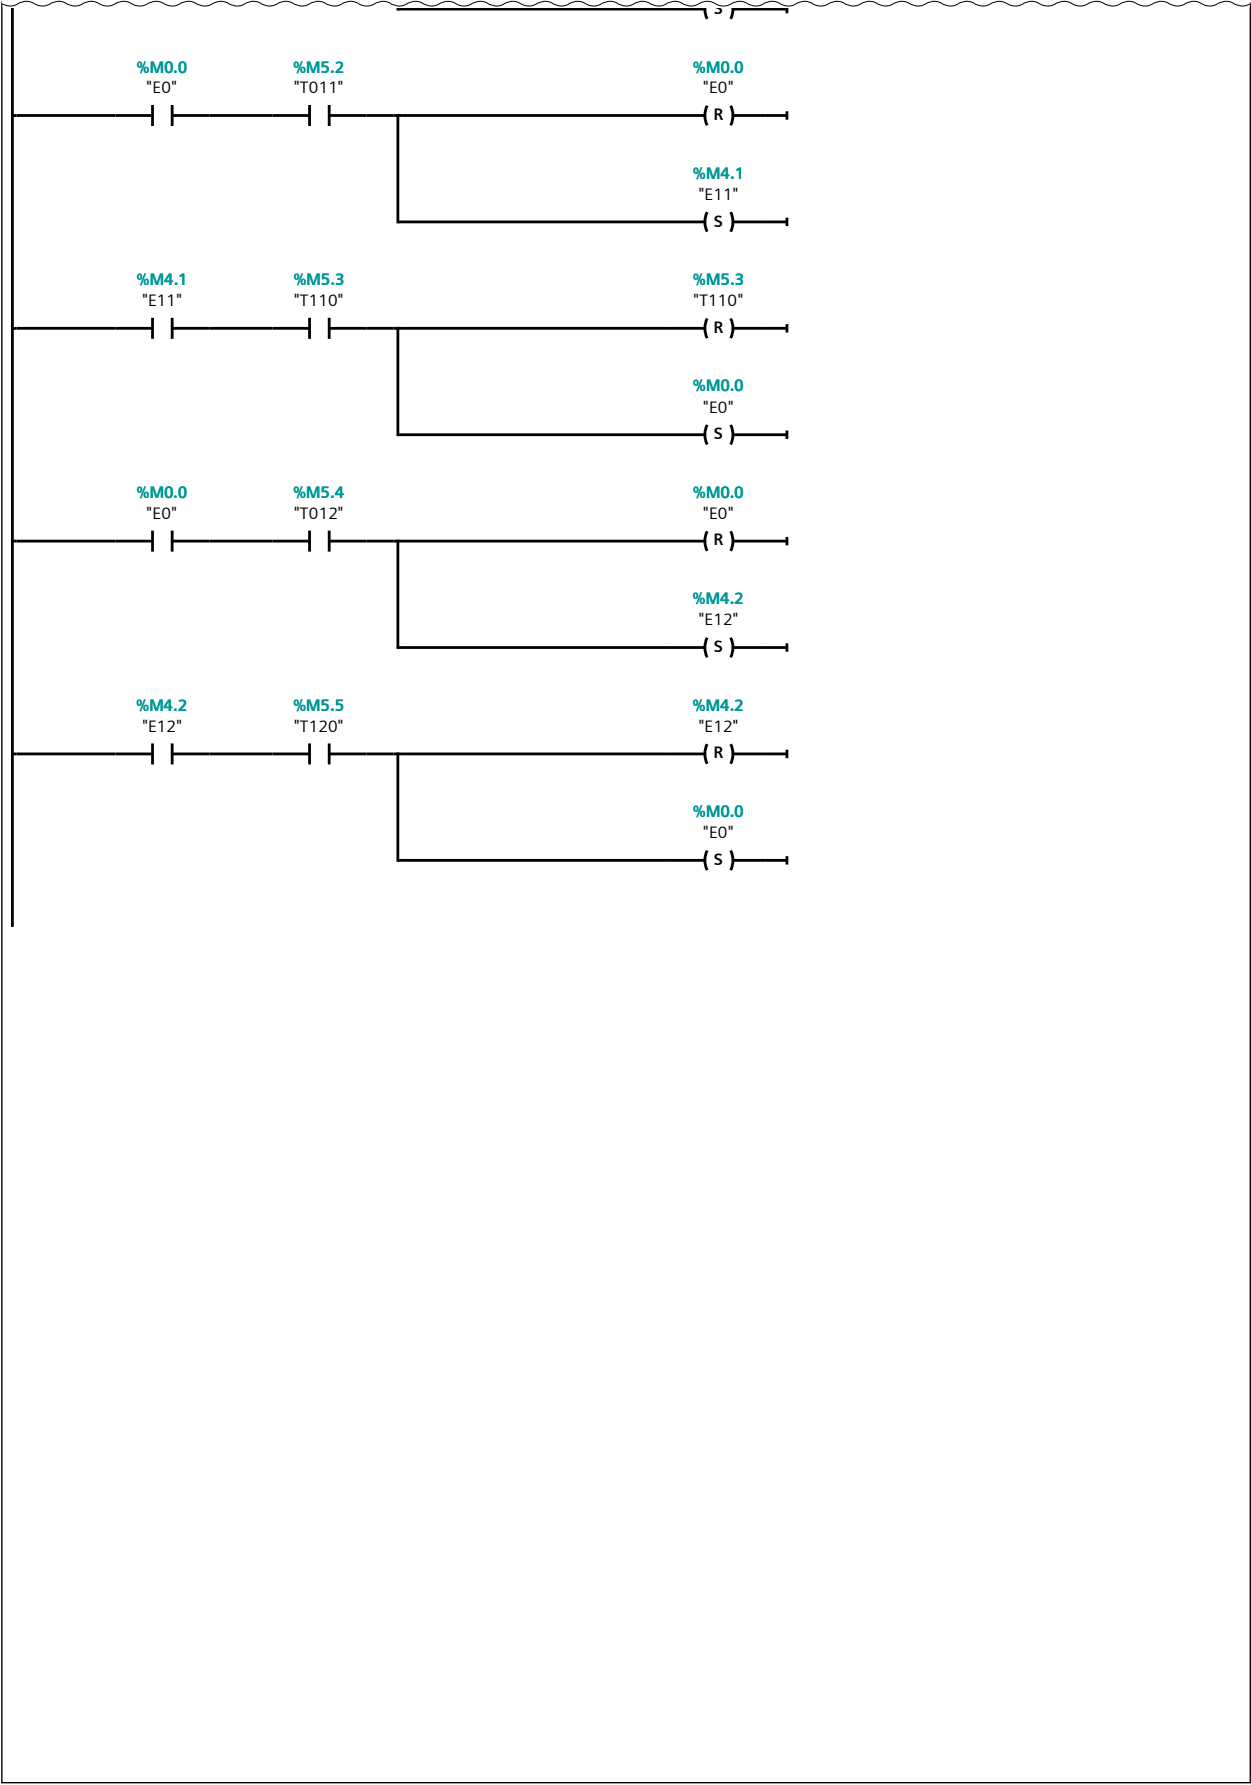 S
%M0.0 %M5.2 %M0.0
"E0" "T011" "E0"
R
%M4.1
"E11"
S
%M4.1 %M5.3 %M5.3
"E11" "T110" "T110"
R
%M0.0
"E0"
S
%M0.0 %M5.4 %M0.0
"E0" "T012" "E0"
R
%M4.2
"E12"
S
%M4.2 %M5.5 %M4.2
"E12" "T120" "E12"
R
%M0.0
"E0"
S